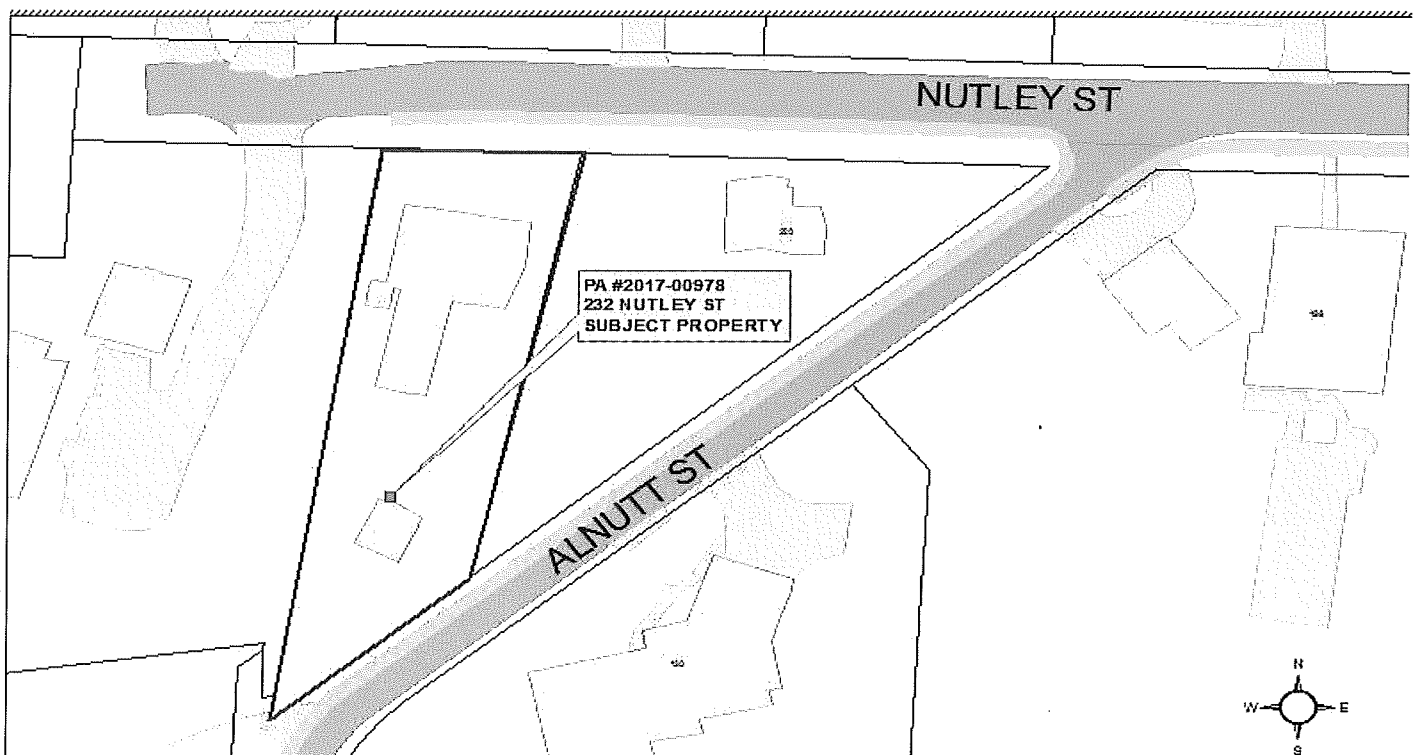 NUTLEY ST
PA #2017-00978
232 NUTLEY ST
SUBJECT PROPERTY
ALNUTT ST
N
W E
S